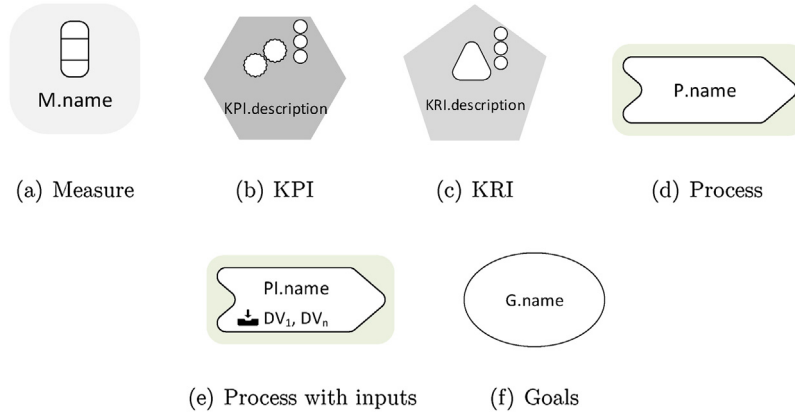 M.name
KPI.description
KRI.description
P.name
(a) Measure
(b) KPI
(c) KRI
(d) Process
PI.name
DV₁, DVₙ
G.name
(e) Process with inputs
(f) Goals